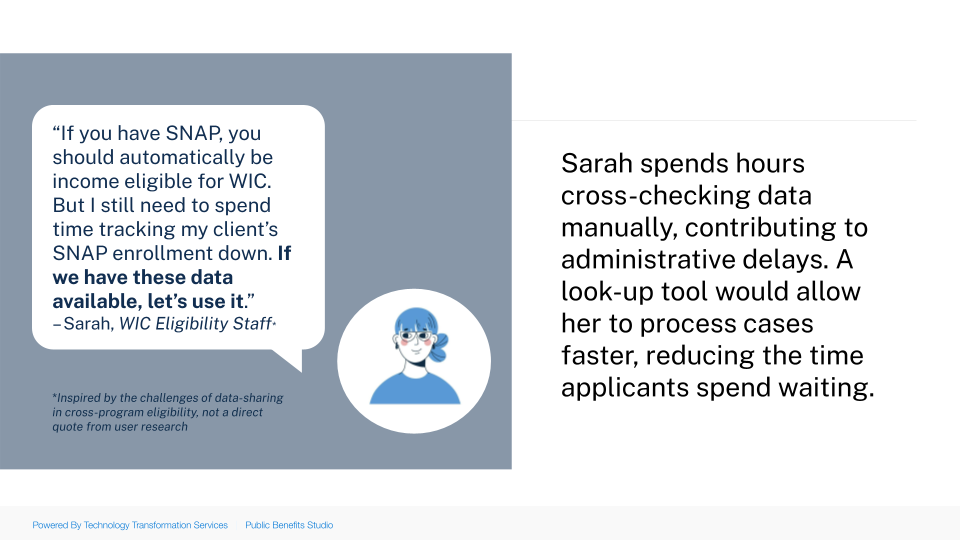 “If you have SNAP, you
should automatically be
income eligible for WIC.
But I still need to spend
time tracking my client’s
SNAP enrollment down. If
we have these data
available, let’s use it.”
– Sarah, WIC Eligibility Staff*
*Inspired by the challenges of data-sharing
in cross-program eligibility, not a direct
quote from user research
Sarah spends hours
cross-checking data
manually, contributing to
administrative delays. A
look-up tool would allow
her to process cases
faster, reducing the time
applicants spend waiting.
Powered By Technology Transformation Services Public Benefits Studio